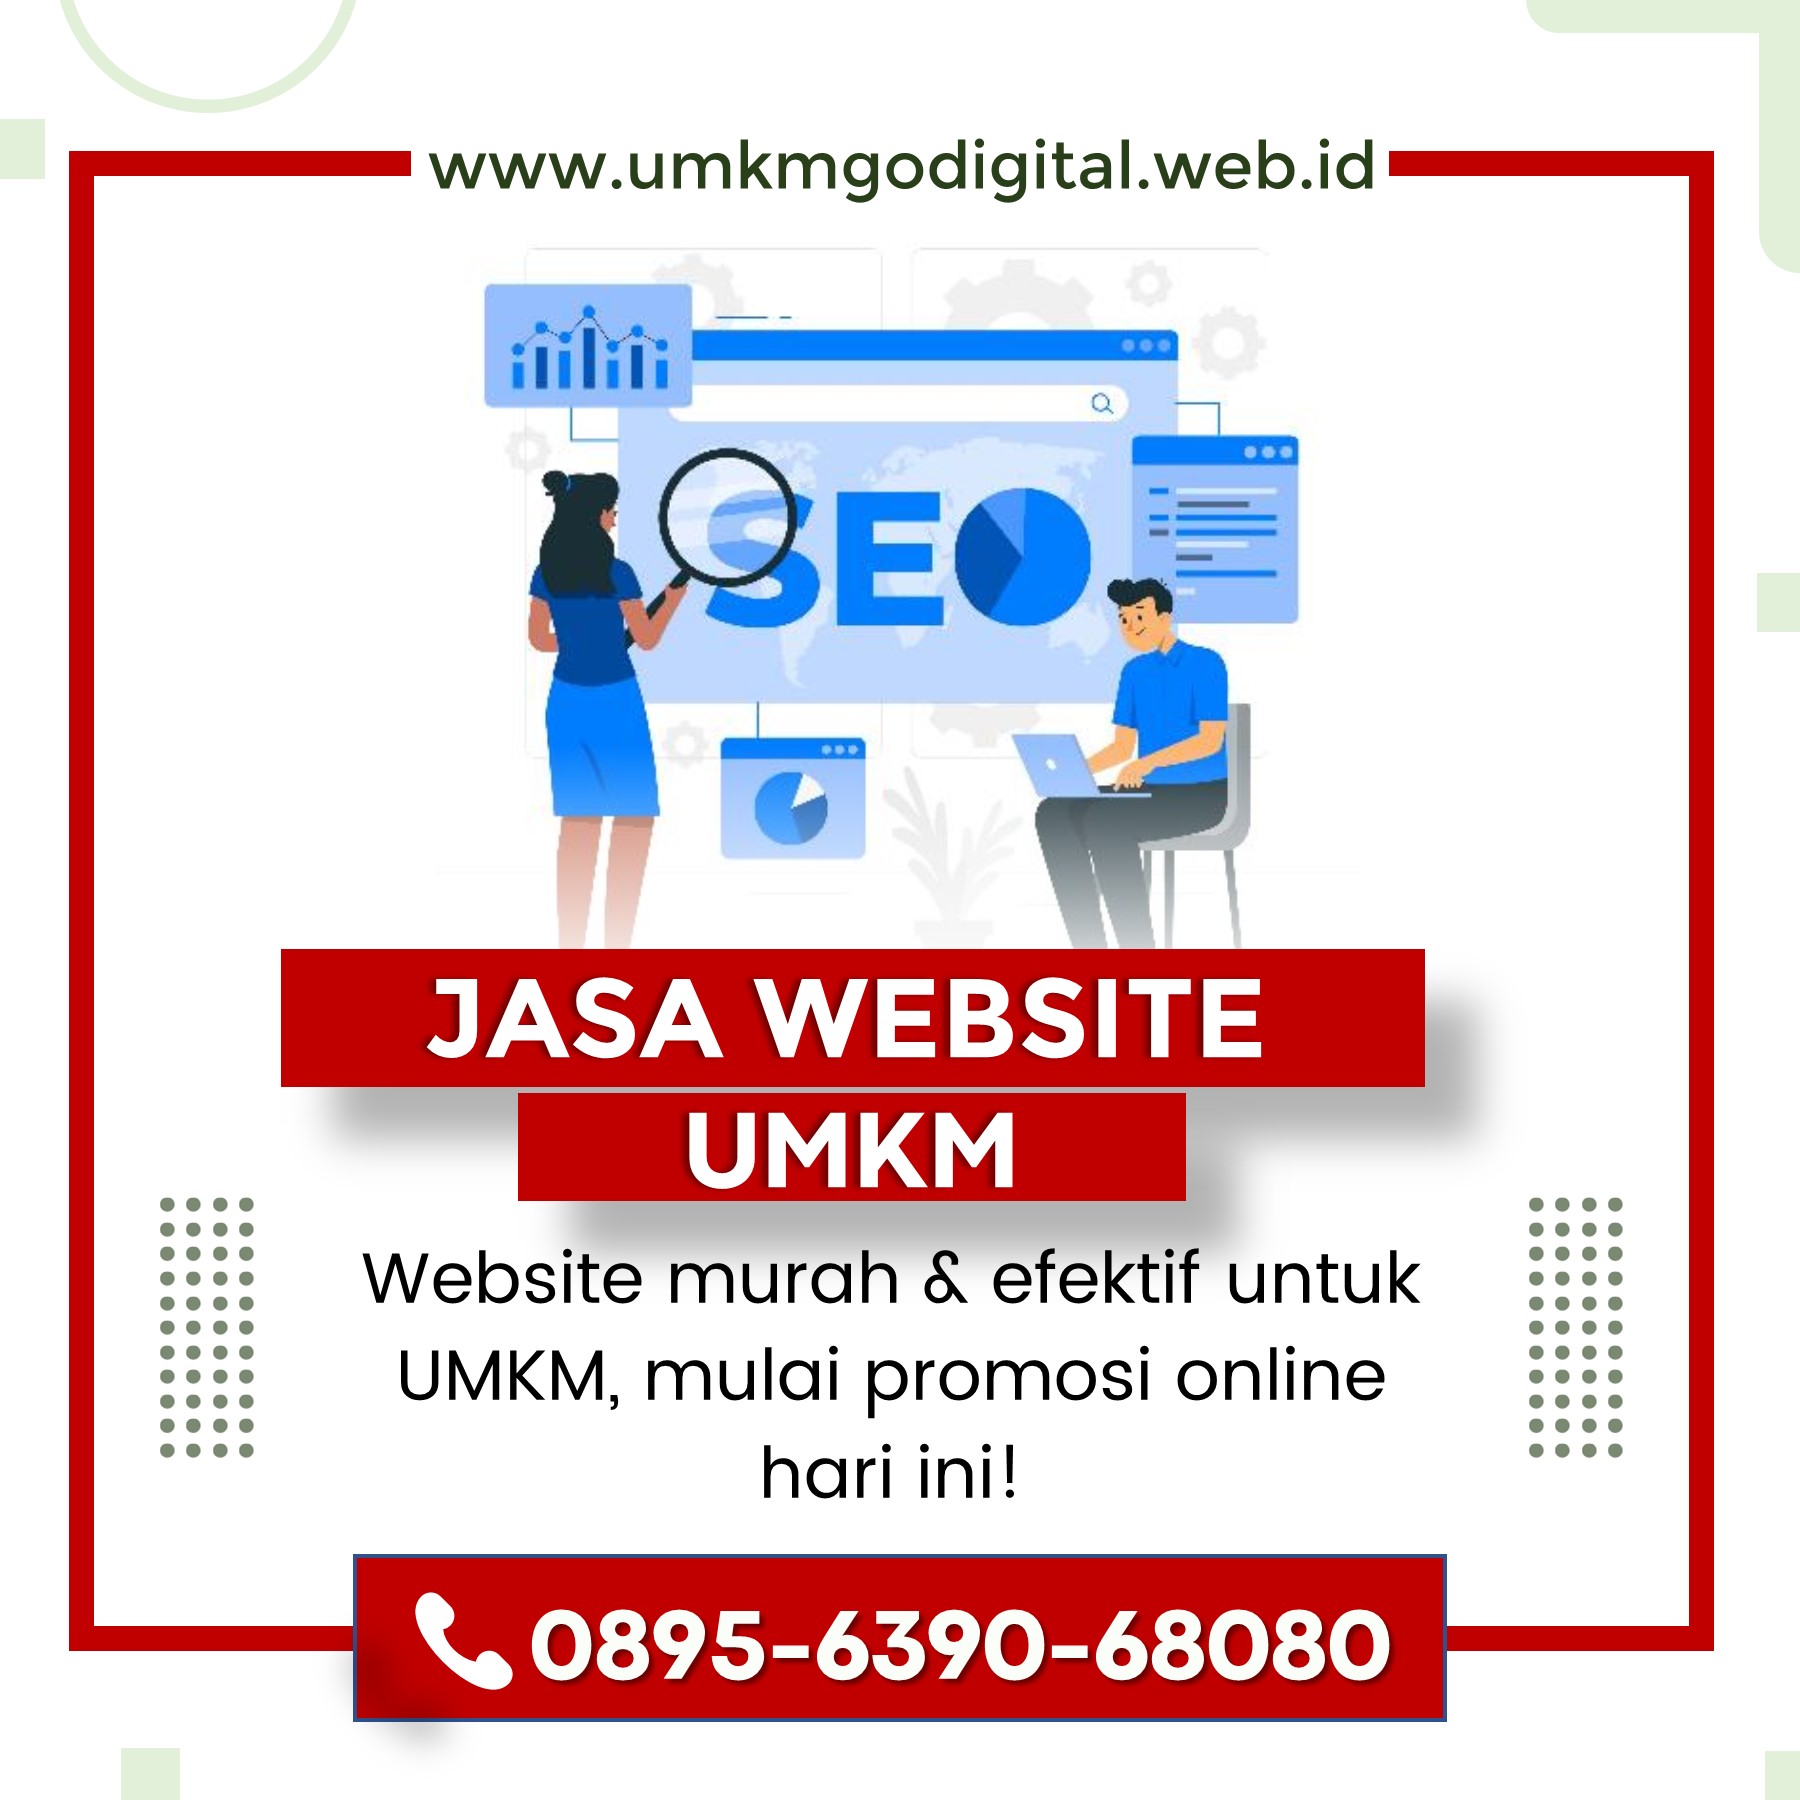 www.umkmgodigital.web.id
SEO
JASA WEBSITE
UMKM
Website murah & efektif untuk
UMKM, mulai promosi online
hari ini!
0895-6390-68080